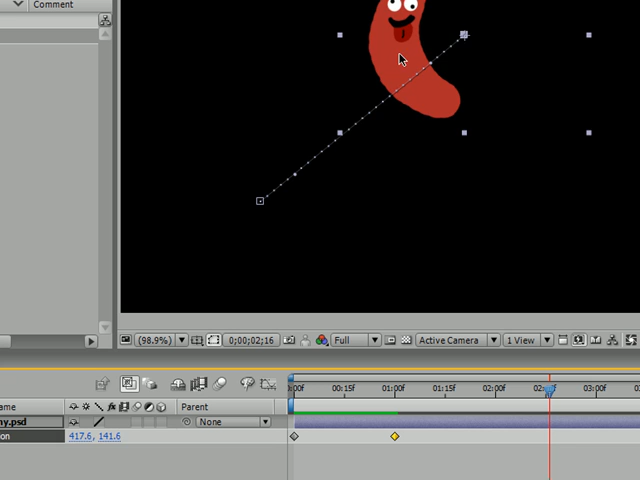 Comment
(98.9%) 0;00;02;16 Full Active Camera 1 View
:00f 00:15f 01:00f 01:15f 02:00f 03:00f
ame Parent
ny.psd None
on 417.6, 141.6